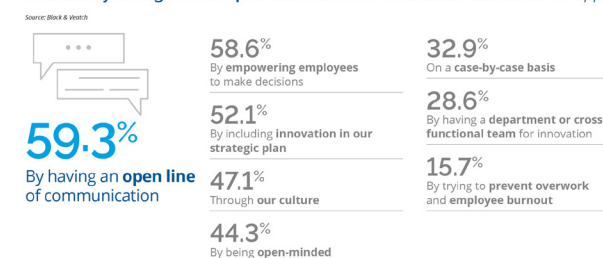 Source: Black & Veatch
59.3%
By having an open line
of communication
58.6%
By empowering employees
to make decisions
52.1%
By including innovation in our
strategic plan
47.1%
Through our culture
44.3%
By being open-minded
32.9%
On a case-by-case basis
28.6%
By having a department or cross
functional team for innovation
15.7%
By trying to prevent overwork
and employee burnout